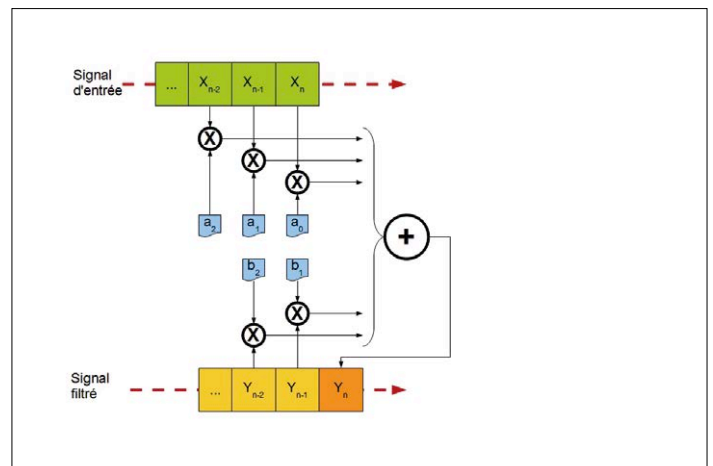 Signal
d'entrée
... Xn-2 Xn-1 Xn
X
X
X
a2 a1 a0
+
b2 b1
X
X
Signal
filtré
... Yn-2 Yn-1 Yn